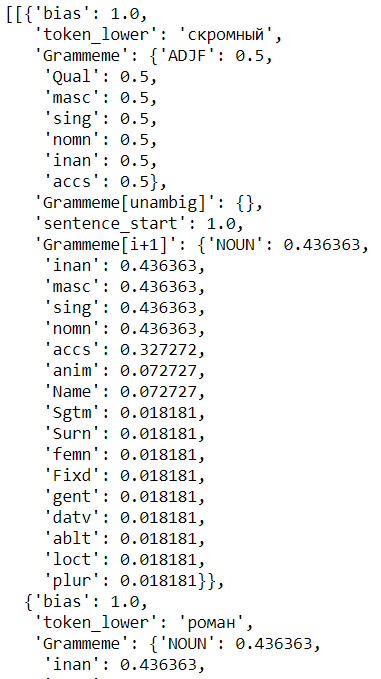 [[{'bias': 1.0,
'token_lower': 'скромный',
'Grammeme': {'ADJF': 0.5,
'Qual': 0.5,
'masc': 0.5,
'sing': 0.5,
'nomn': 0.5,
'inan': 0.5,
'accs': 0.5},
'Grammeme[unambig]': {},
'sentence_start': 1.0,
'Grammeme[i+1]': {'NOUN': 0.436363,
'inan': 0.436363,
'masc': 0.436363,
'sing': 0.436363,
'nomn': 0.436363,
'accs': 0.327272,
'anim': 0.072727,
'Name': 0.072727,
'Sgtm': 0.018181,
'Surn': 0.018181,
'femn': 0.018181,
'Fixd': 0.018181,
'gent': 0.018181,
'datv': 0.018181,
'ablt': 0.018181,
'loct': 0.018181,
'plur': 0.018181}},
{'bias': 1.0,
'token_lower': 'роман',
'Grammeme': {'NOUN': 0.436363,
'inan': 0.436363,